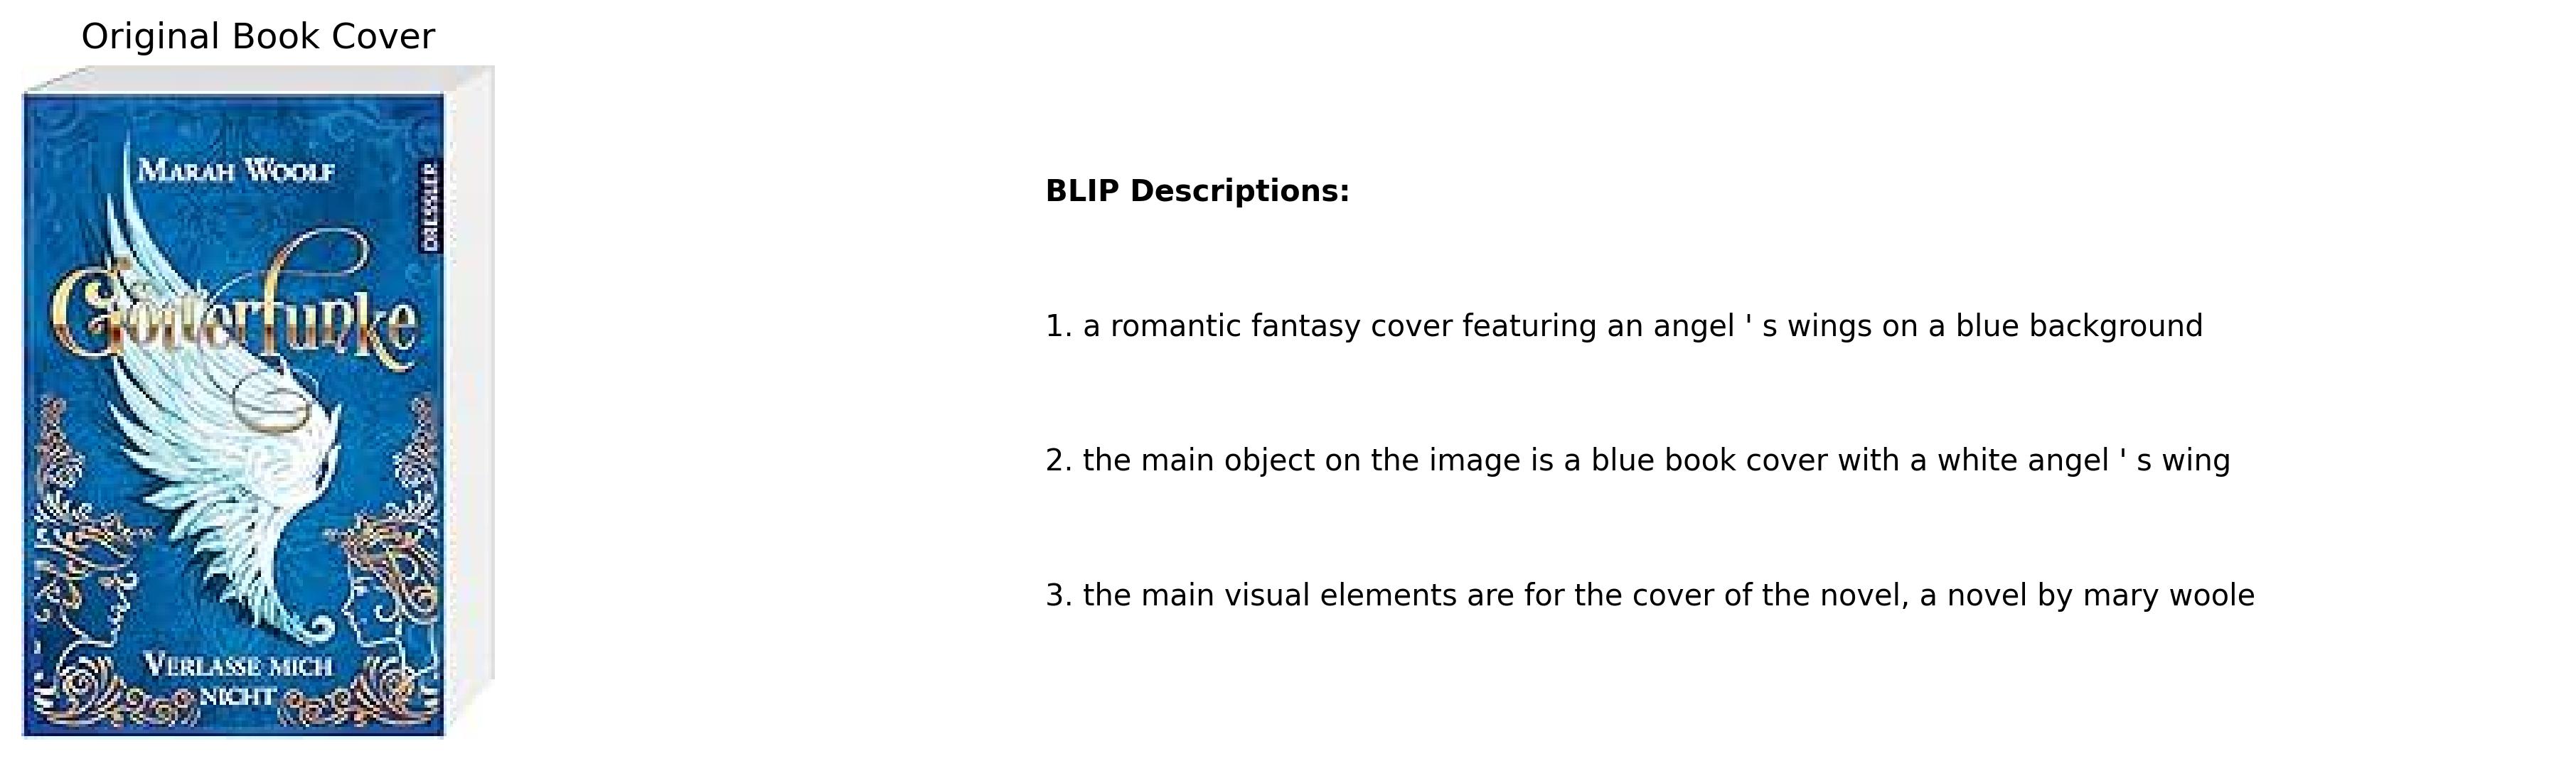 Original Book Cover
MARAH WOOLF
DRESSLER
Götterfunke
VERLASSE MICH
NICHT
BLIP Descriptions:
1. a romantic fantasy cover featuring an angel ' s wings on a blue background
2. the main object on the image is a blue book cover with a white angel ' s wing
3. the main visual elements are for the cover of the novel, a novel by mary woole